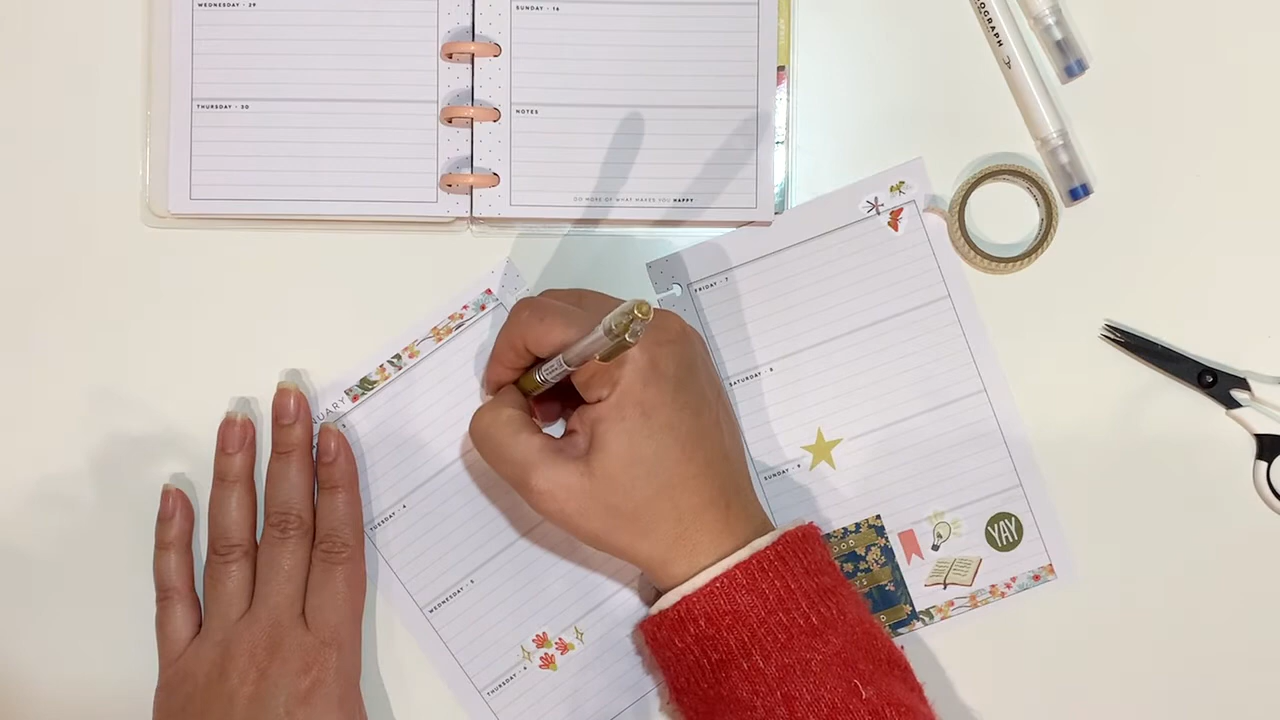 WEDNESDAY • 29
THURSDAY • 30
SUNDAY • 16
NOTES
DO MORE OF WHAT MAKES YOU HAPPY
FRIDAY • 7
SATURDAY • 8
SUNDAY • 9
YAY
TUESDAY • 4
WEDNESDAY • 5
THURSDAY • 6